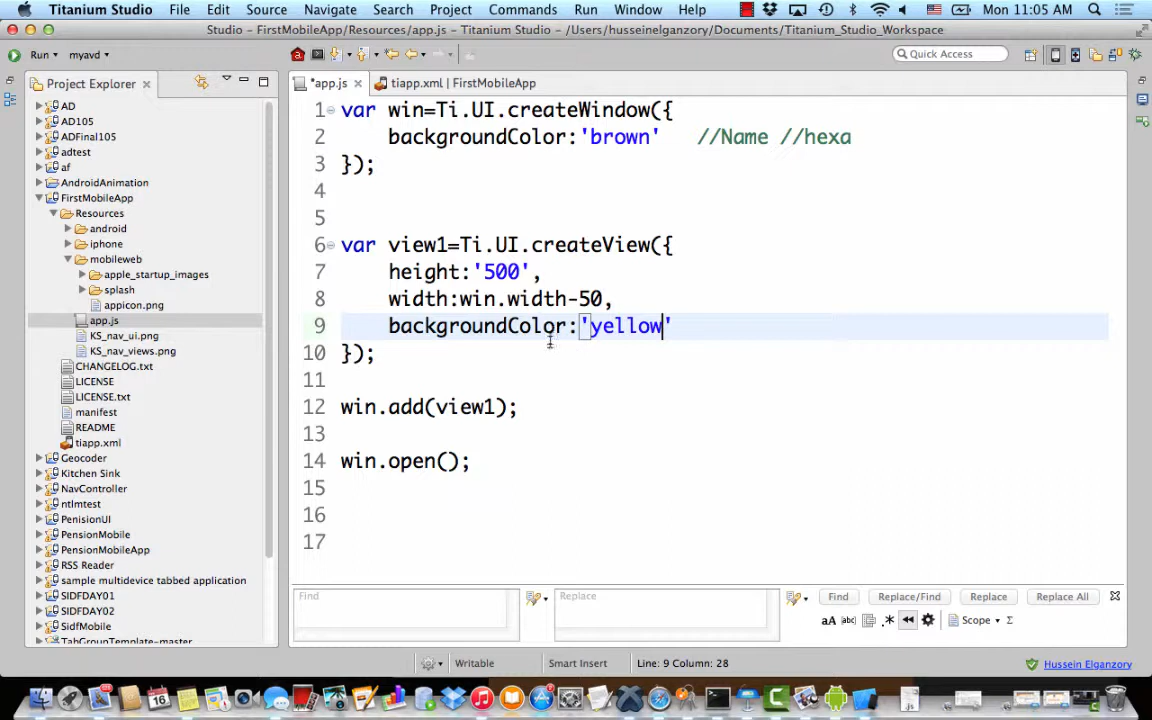 Titanium Studio File Edit Source Navigate Search Project Commands Run Window Help Mon 11:05 AM
Studio - FirstMobileApp/Resources/app.js - Titanium Studio - /Users/husseinelganzory/Documents/Titanium_Studio_Workspace
Run myavd Quick Access
Project Explorer
*app.js tiapp.xml | FirstMobileApp
AD
AD105
ADFinal105
adtest
af
AndroidAnimation
FirstMobileApp
Resources
android
iphone
mobileweb
apple_startup_images
splash
appicon.png
app.js
KS_nav_ui.png
KS_nav_views.png
CHANGELOG.txt
LICENSE
LICENSE.txt
manifest
README
tiapp.xml
Geocoder
Kitchen Sink
NavController
ntlmtest
PenisionUI
PensionMobile
PensionMobileApp
RSS Reader
sample multidevice tabbed application
SIDFDAY01
SIDFDAY02
SidfMobile
TabGroupTemplate-master
1 var win=Ti.UI.createWindow({
2 backgroundColor:'brown' //Name //hexa
3 });
4
5
6 var view1=Ti.UI.createView({
7 height:'500',
8 width:win.width-50,
9 backgroundColor:'yellow'
10 });
11
12 win.add(view1);
13
14 win.open();
15
16
17
Find Replace Find Replace/Find Replace Replace All
aA abc .* Scope Σ
Writable Smart Insert Line: 9 Column: 28 Hussein Elganzory